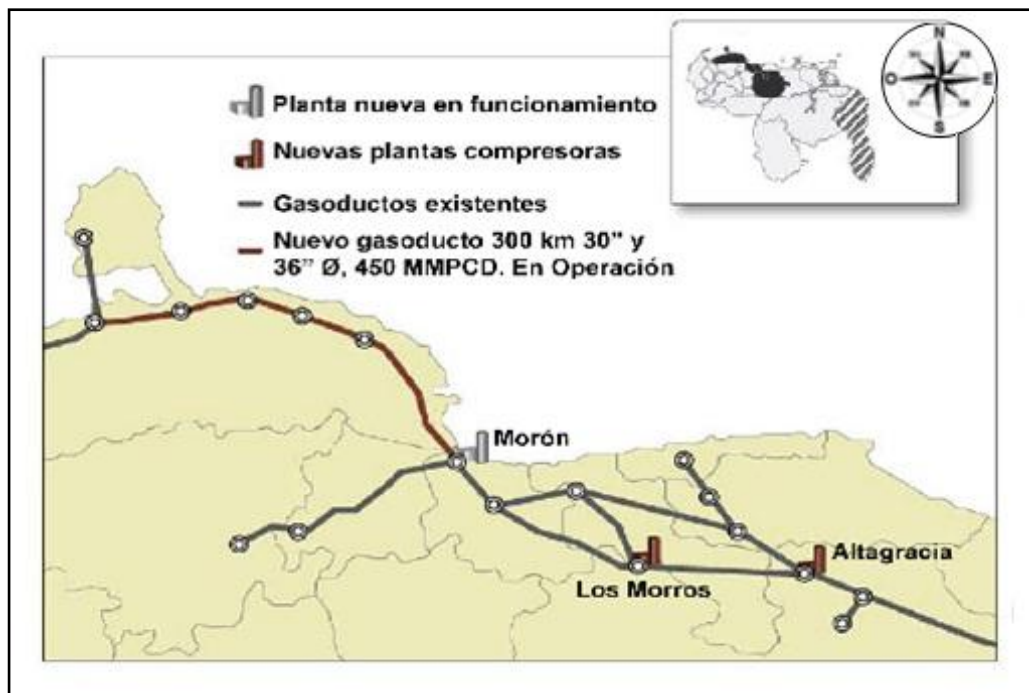 Planta nueva en funcionamiento
Nuevas plantas compresoras
Gasoductos existentes
Nuevo gasoducto 300 km 30” y
36” Ø, 450 MMPCD. En Operación
N
O
E
S
Morón
Los Morros
Altagracia